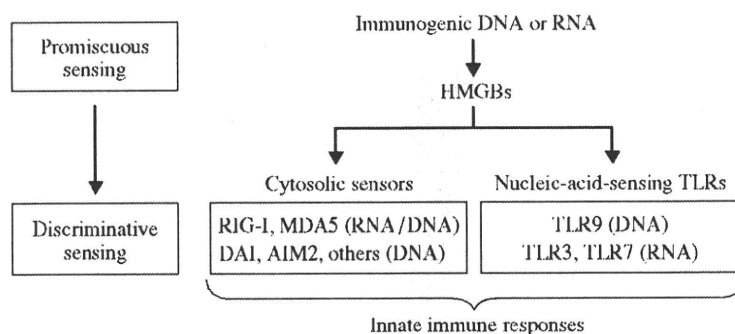 Promiscuous
sensing
Discriminative
sensing
Immunogenic DNA or RNA
HMGBs
Cytosolic sensors
RIG-I, MDA5 (RNA/DNA)
DAI, AIM2, others (DNA)
Nucleic-acid-sensing TLRs
TLR9 (DNA)
TLR3, TLR7 (RNA)
Innate immune responses